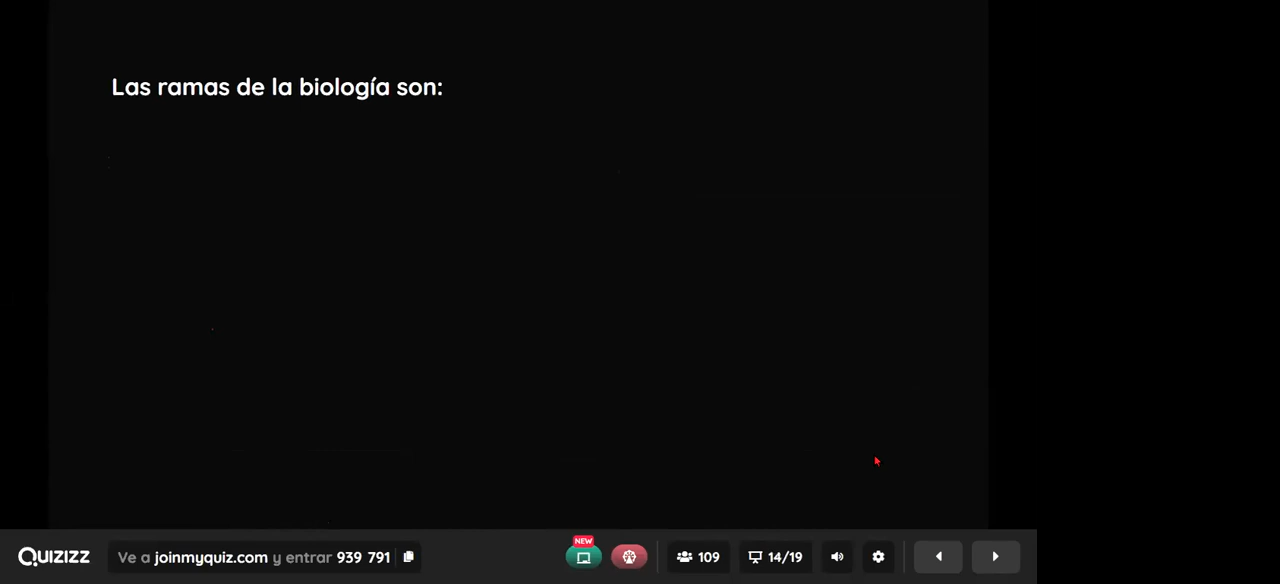 Las ramas de la biología son:
NEW
QUIZIZZ
Ve a joinmyquiz.com y entrar 939 791
109
14/19